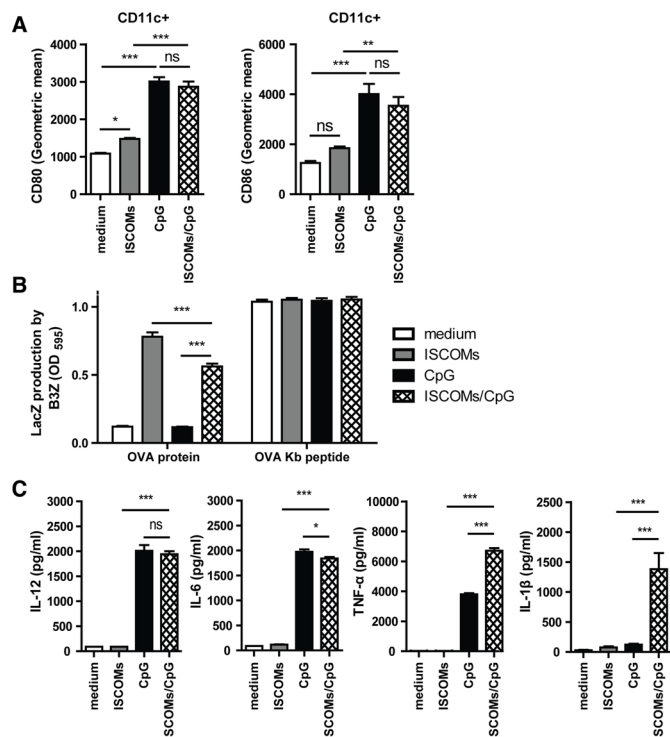 A
CD11c+
CD11c+
CD80 (Geometric mean)
4000
3000
2000
1000
0
***
***
ns
*
medium
ISCOMs
CpG
ISCOMs/CpG
CD86 (Geometric mean)
6000
4000
2000
0
**
***
ns
ns
medium
ISCOMs
CpG
ISCOMs/CpG
B
LacZ production by
B3Z (OD 595)
1.0
0.5
0.0
***
***
OVA protein
OVA Kb peptide
medium
ISCOMs
CpG
ISCOMs/CpG
C
IL-12 (pg/ml)
3000
2500
2000
1500
1000
500
0
***
ns
medium
ISCOMs
CpG
SCOMs/CpG
IL-6 (pg/ml)
3000
2500
2000
1500
1000
500
0
***
*
medium
ISCOMs
CpG
SCOMs/CpG
TNF-α (pg/ml)
10000
8000
6000
4000
2000
0
***
***
medium
ISCOMs
CpG
SCOMs/CpG
IL-1β (pg/ml)
2000
1500
1000
500
0
***
***
medium
ISCOMs
CpG
SCOMs/CpG